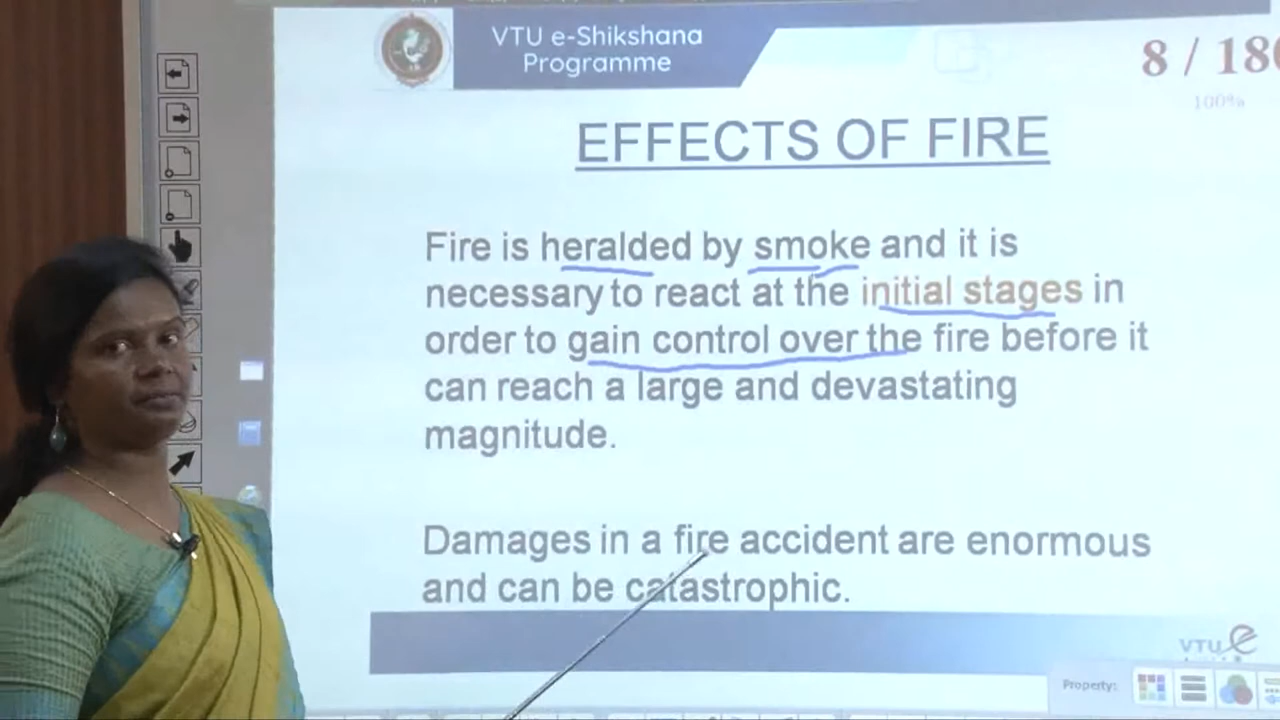 VTU e-Shikshana
Programme
8 / 18
100%
EFFECTS OF FIRE
Fire is heralded by smoke and it is
necessary to react at the initial stages in
order to gain control over the fire before it
can reach a large and devastating
magnitude.
Damages in a fire accident are enormous
and can be catastrophic.
VTU e
Property: